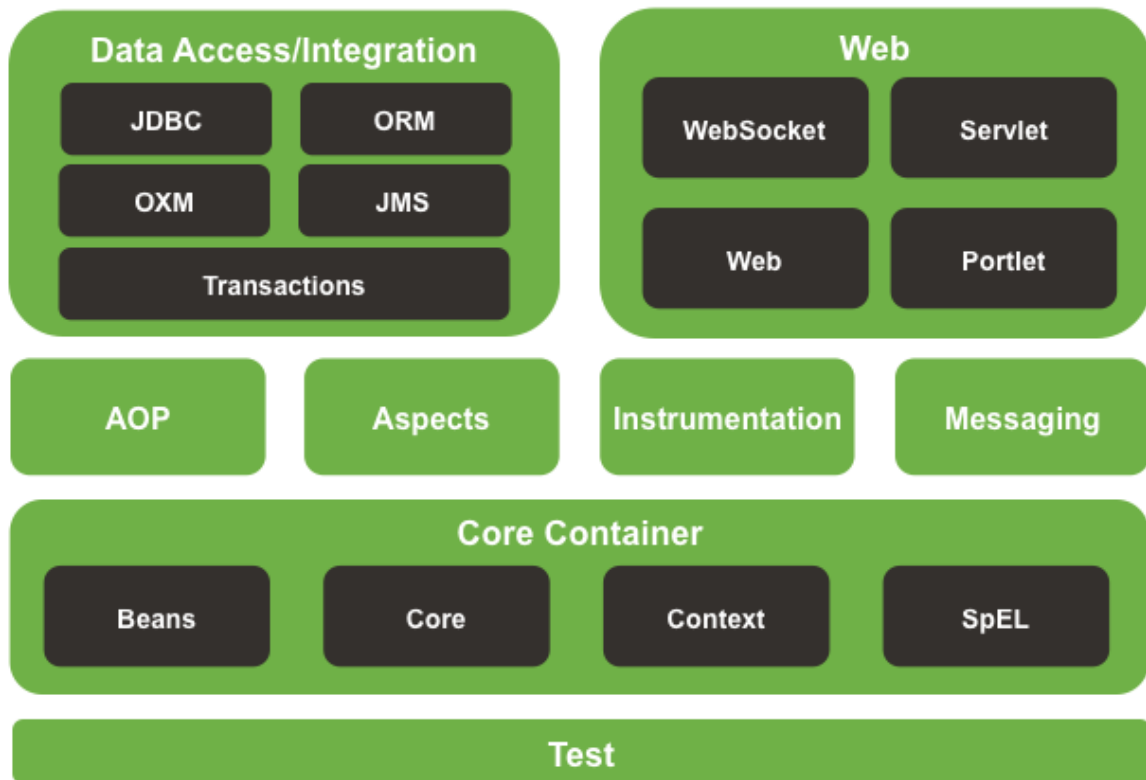 Data Access/Integration
JDBC
ORM
OXM
JMS
Transactions
Web
WebSocket
Servlet
Web
Portlet
AOP
Aspects
Instrumentation
Messaging
Core Container
Beans
Core
Context
SpEL
Test